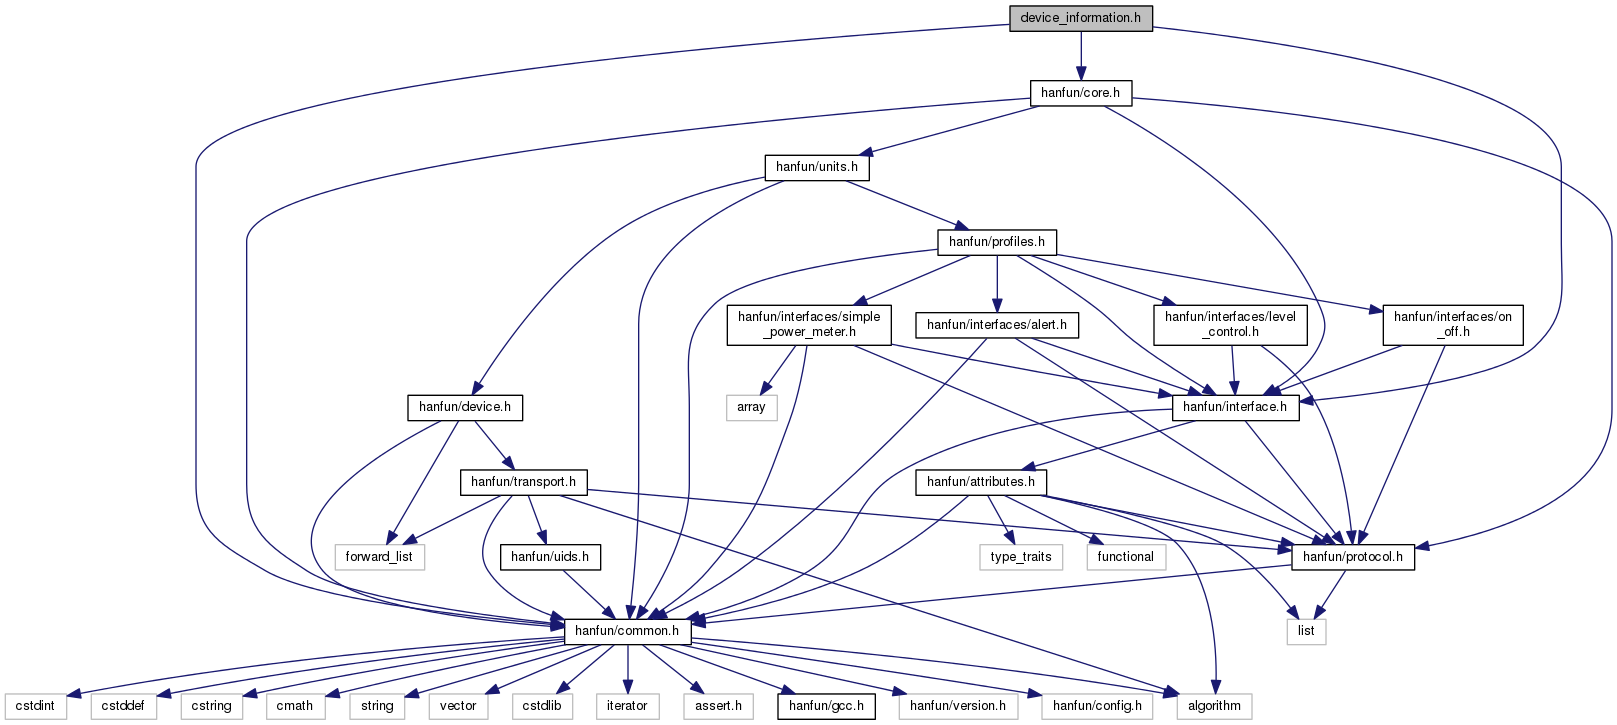 device_information.h
hanfun/core.h
hanfun/units.h
hanfun/profiles.h
hanfun/interfaces/simple
_power_meter.h
hanfun/interfaces/alert.h
hanfun/interfaces/level
_control.h
hanfun/interfaces/on
_off.h
hanfun/device.h
array
hanfun/interface.h
hanfun/transport.h
hanfun/attributes.h
forward_list
hanfun/uids.h
type_traits
functional
hanfun/protocol.h
hanfun/common.h
list
cstdint
cstddef
cstring
cmath
string
vector
cstdlib
iterator
assert.h
hanfun/gcc.h
hanfun/version.h
hanfun/config.h
algorithm